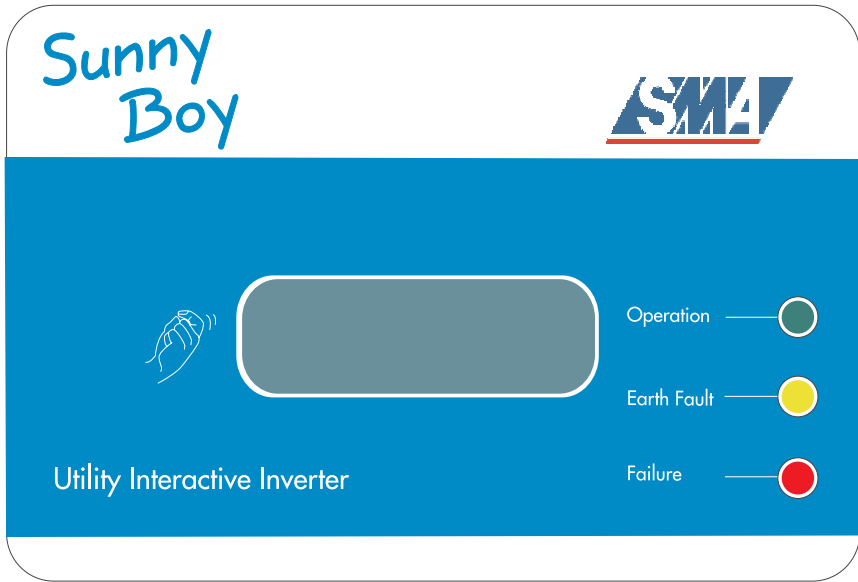 Sunny
Boy
SMA
Operation
Earth Fault
Utility Interactive Inverter
Failure